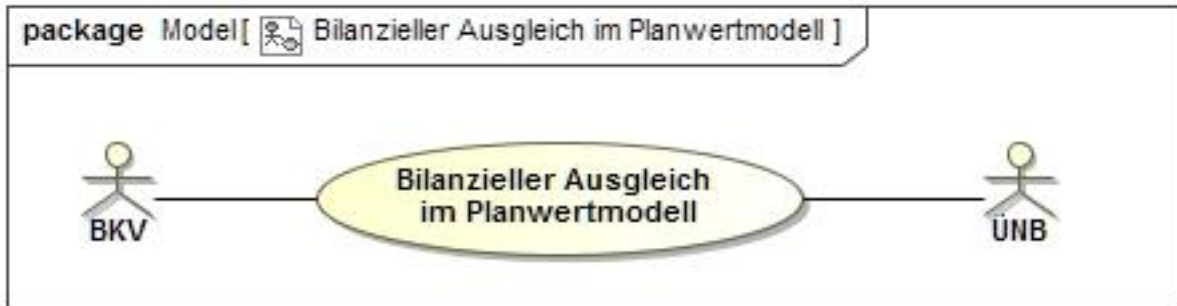 package Model[ Bilanzieller Ausgleich im Planwertmodell ]
Bilanzieller Ausgleich
im Planwertmodell
BKV
ÜNB